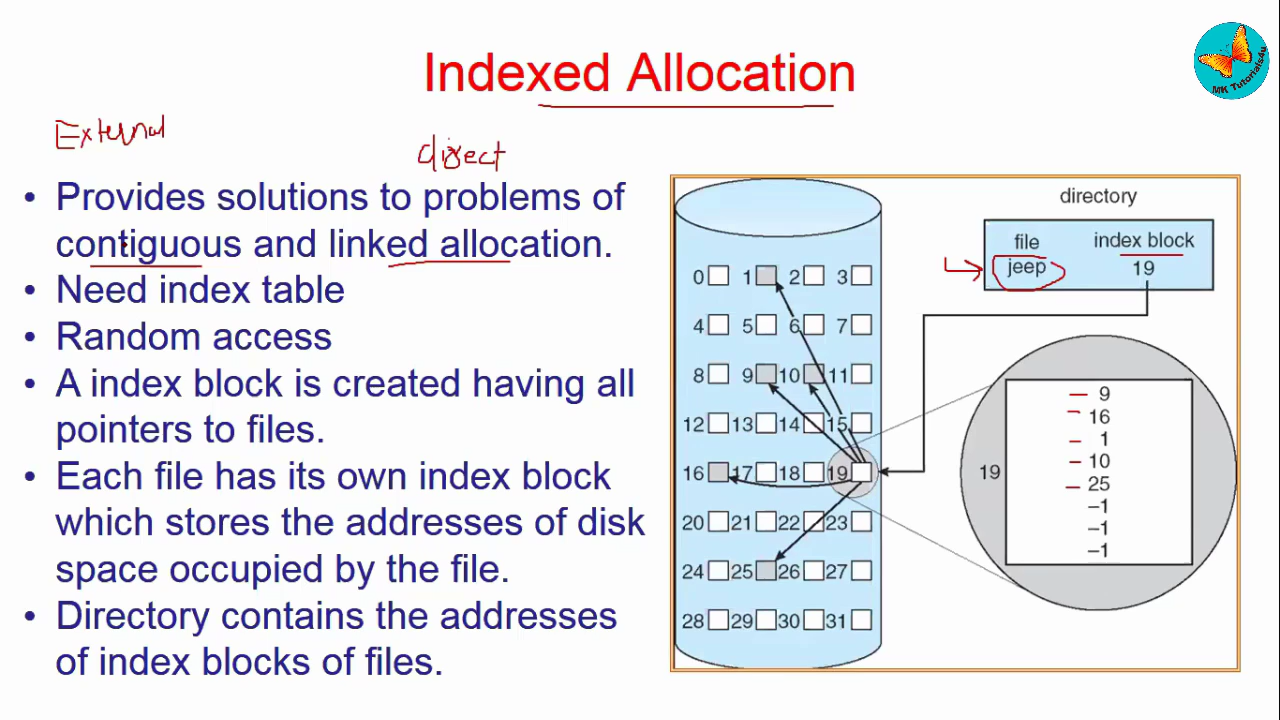 Indexed Allocation
MK Tutorials4u
External
direct
• Provides solutions to problems of
contiguous and linked allocation.
• Need index table
• Random access
• A index block is created having all
pointers to files.
• Each file has its own index block
which stores the addresses of disk
space occupied by the file.
• Directory contains the addresses
of index blocks of files.
directory
file index block
jeep 19
0 1 2 3
4 5 6 7
8 9 10 11
12 13 14 15
16 17 18 19
20 21 22 23
24 25 26 27
28 29 30 31
19
9
16
1
10
25
–1
–1
–1